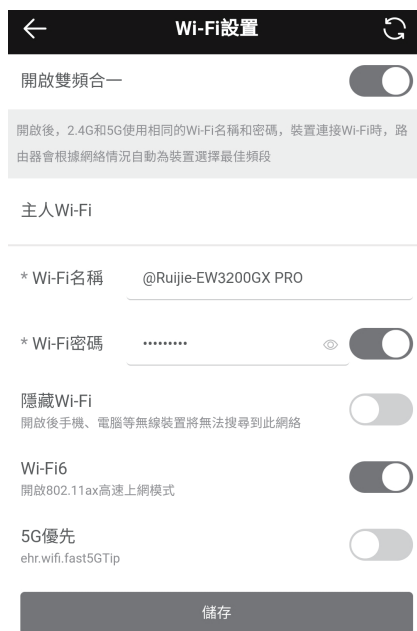 Wi-Fi設置
開啟雙頻合一
開啟後，2.4G和5G使用相同的Wi-Fi名稱和密碼，裝置連接Wi-Fi時，路
由器會根據網絡情況自動為裝置選擇最佳頻段
主人Wi-Fi
* Wi-Fi名稱 @Ruijie-EW3200GX PRO
* Wi-Fi密碼 •••••••••
隱藏Wi-Fi
開啟後手機、電腦等無線裝置將無法搜尋到此網絡
Wi-Fi6
開啟802.11ax高速上網模式
5G優先
ehr.wifi.fast5GTip
儲存